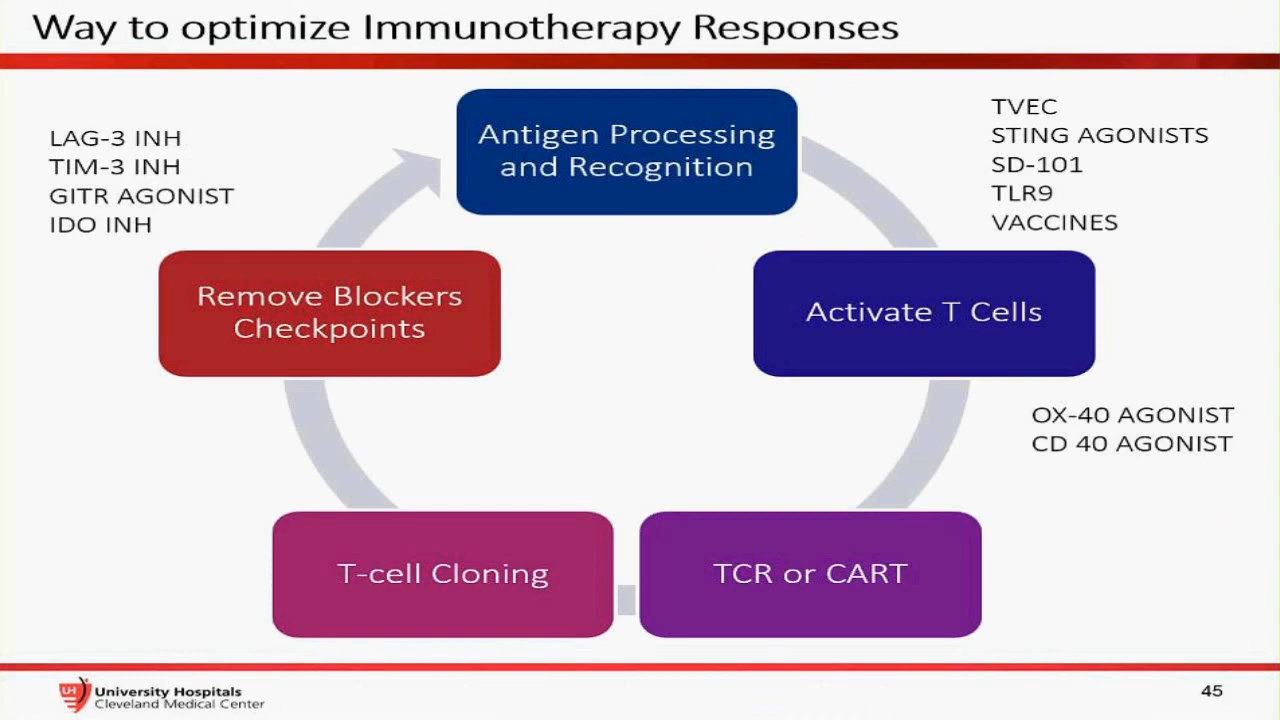 Way to optimize Immunotherapy Responses
LAG-3 INH
TIM-3 INH
GITR AGONIST
IDO INH
Antigen Processing
and Recognition
TVEC
STING AGONISTS
SD-101
TLR9
VACCINES
Remove Blockers
Checkpoints
Activate T Cells
OX-40 AGONIST
CD 40 AGONIST
T-cell Cloning
TCR or CART
UH
University Hospitals
Cleveland Medical Center
45